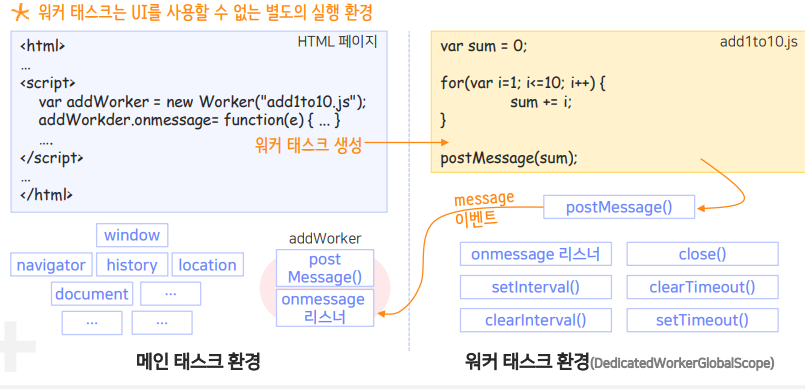 워커 태스크는 UI를 사용할 수 없는 별도의 실행 환경
HTML 페이지
<html>
...
<script>
var addWorker = new Worker("add1to10.js");
addWorkder.onmessage= function(e) { ... }
....
</script>
...
</html>
워커 태스크 생성
add1to10.js
var sum = 0;
for(var i=1; i<=10; i++) {
sum += i;
}
postMessage(sum);
message
이벤트
postMessage()
window
navigator history location
document ...
... ...
addWorker
post
Message()
onmessage
리스너
onmessage 리스너 close()
setInterval() clearTimeout()
clearInterval() setTimeout()
메인 태스크 환경
워커 태스크 환경(DedicatedWorkerGlobalScope)